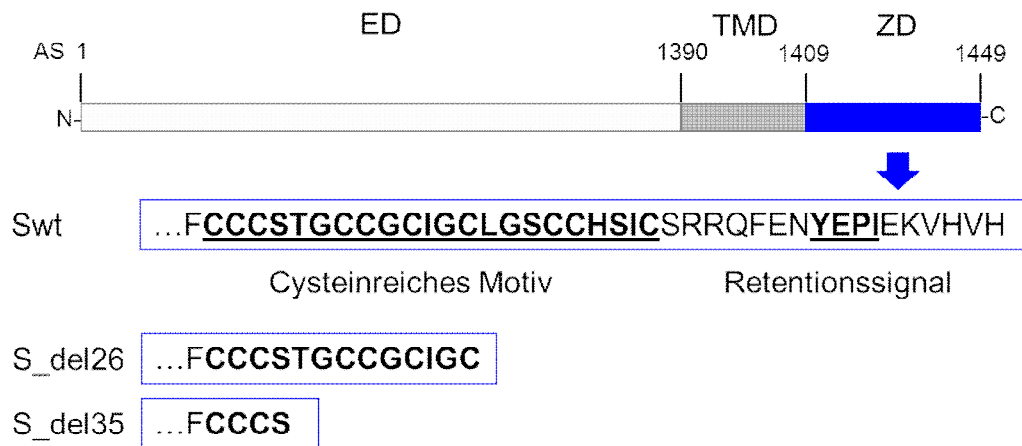 ED TMD ZD
AS 1 1390 1409 1449
N- -C
Swt ...FCCCSTGCCGCIGCLGSCCHSICSRRQFENYEPIEKVHVH
Cysteinreiches Motiv Retentionssignal
S_del26 ...FCCCSTGCCGCIGC
S_del35 ...FCCCS